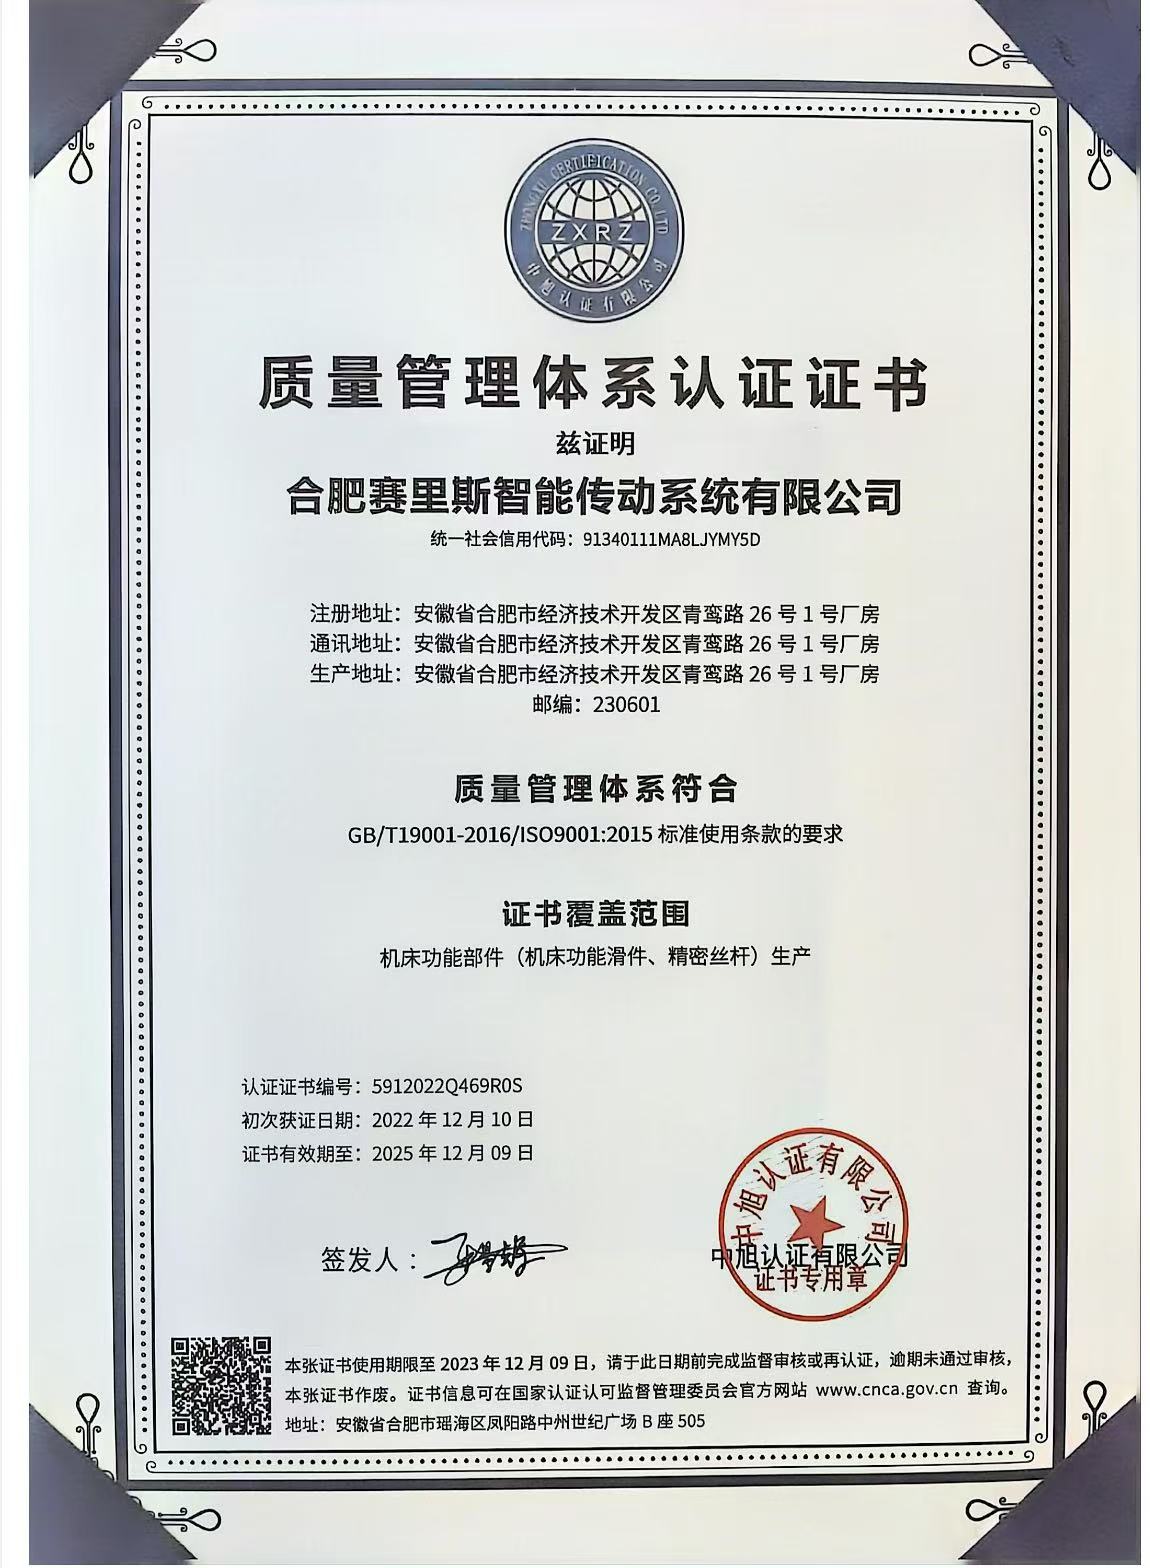 ZHONGXU CERTIFICATION CO.,LTD
ZXRZ
中旭认证有限公司
质量管理体系认证证书
兹证明
合肥赛里斯智能传动系统有限公司
统一社会信用代码：91340111MA8LJYMY5D
注册地址：安徽省合肥市经济技术开发区青鸾路 26 号 1 号厂房
通讯地址：安徽省合肥市经济技术开发区青鸾路 26 号 1 号厂房
生产地址：安徽省合肥市经济技术开发区青鸾路 26 号 1 号厂房
邮编：230601
质量管理体系符合
GB/T19001-2016/ISO9001:2015 标准使用条款的要求
证书覆盖范围
机床功能部件（机床功能滑件、精密丝杆）生产
认证证书编号：5912022Q469R0S
初次获证日期：2022 年 12 月 10 日
证书有效期至：2025 年 12 月 09 日
签发人：
中旭认证有限公司
中旭认证有限公司
证书专用章
本张证书使用期限至 2023 年 12 月 09 日，请于此日期前完成监督审核或再认证，逾期未通过审核，
本张证书作废。证书信息可在国家认证认可监督管理委员会官方网站 www.cnca.gov.cn 查询。
地址：安徽省合肥市瑶海区凤阳路中州世纪广场 B 座 505